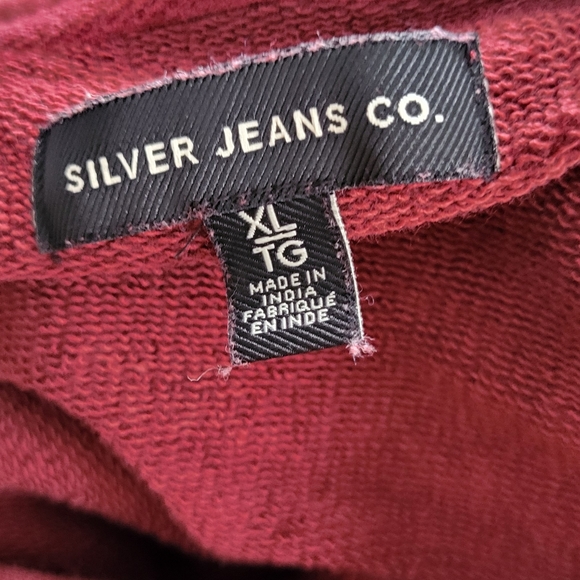 SILVER JEANS CO.
XL
TG
MADE IN
INDIA
FABRIQUÉ
EN INDE